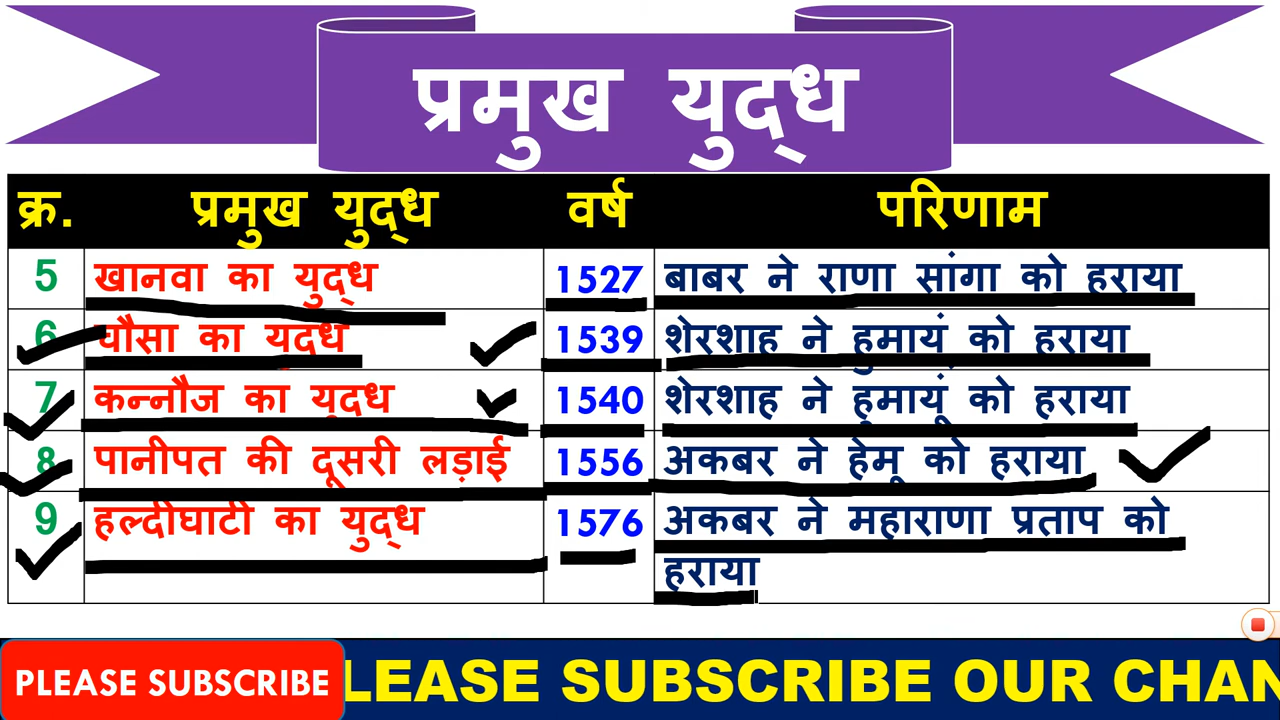 प्रमुख युद्ध
क्र. प्रमुख युद्ध वर्ष परिणाम
5 खानवा का युद्ध 1527 बाबर ने राणा सांगा को हराया
6 चौसा का युद्ध 1539 शेरशाह ने हुमायूं को हराया
7 कन्नौज का युद्ध 1540 शेरशाह ने हुमायूं को हराया
8 पानीपत की दूसरी लड़ाई 1556 अकबर ने हेमू को हराया
9 हल्दीघाटी का युद्ध 1576 अकबर ने महाराणा प्रताप को
हराया
PLEASE SUBSCRIBE LEASE SUBSCRIBE OUR CHAN